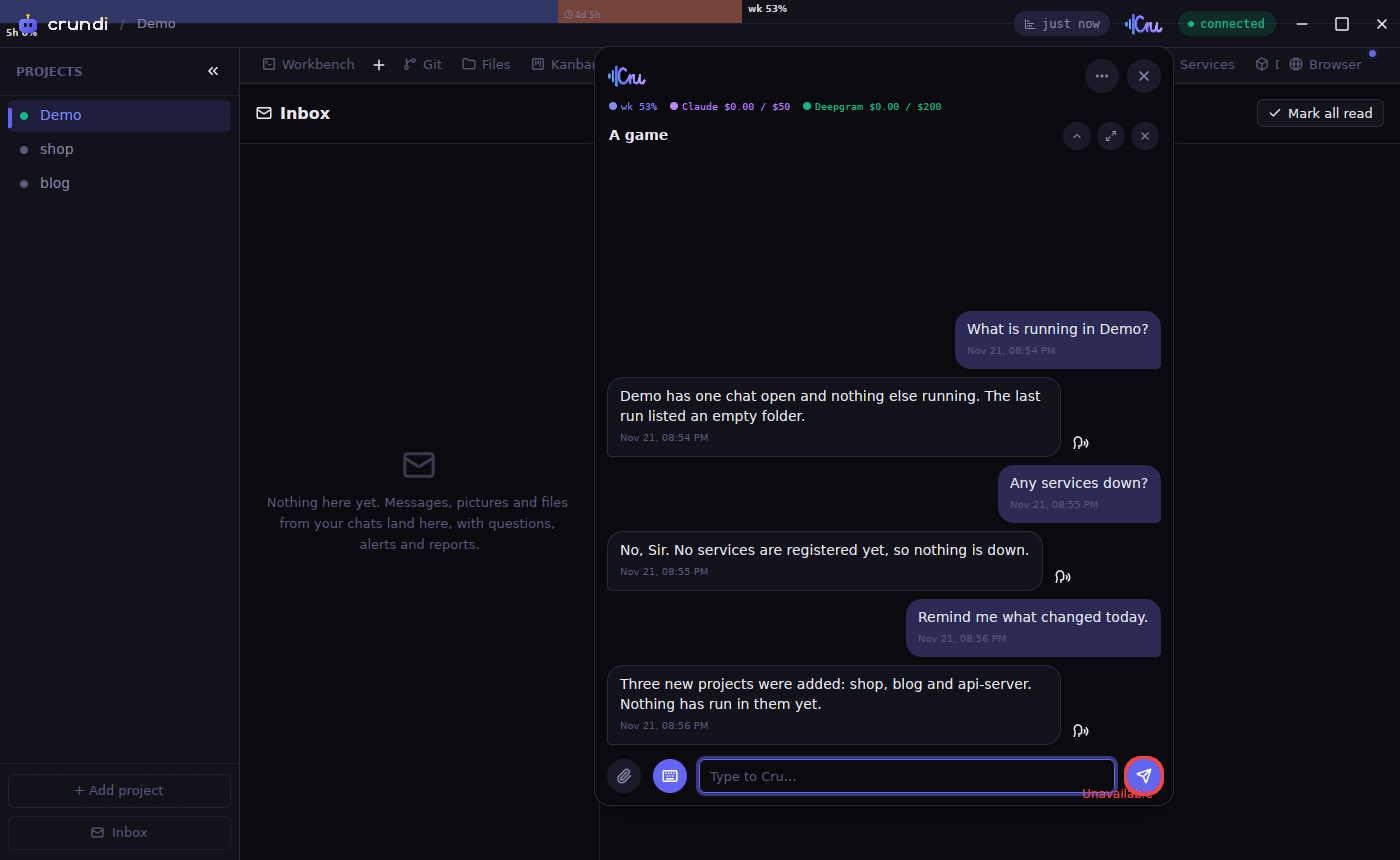 4d 5h
wk 53%
5h 0%
crundi / Demo
just now
Cru
connected
PROJECTS
Workbench
Git
Files
Services
Browser
Demo
shop
blog
Inbox
Mark all read
Cru
wk 53%
Claude $0.00 / $50
Deepgram $0.00 / $200
A game
What is running in Demo?
Nov 21, 08:54 PM
Demo has one chat open and nothing else running. The last
run listed an empty folder.
Nov 21, 08:54 PM
Any services down?
Nov 21, 08:55 PM
Nothing here yet. Messages, pictures and files
from your chats land here, with questions,
alerts and reports.
No, Sir. No services are registered yet, so nothing is down.
Nov 21, 08:55 PM
Remind me what changed today.
Nov 21, 08:56 PM
Three new projects were added: shop, blog and api-server.
Nothing has run in them yet.
Nov 21, 08:56 PM
Type to Cru...
Unavailable
+ Add project
Inbox